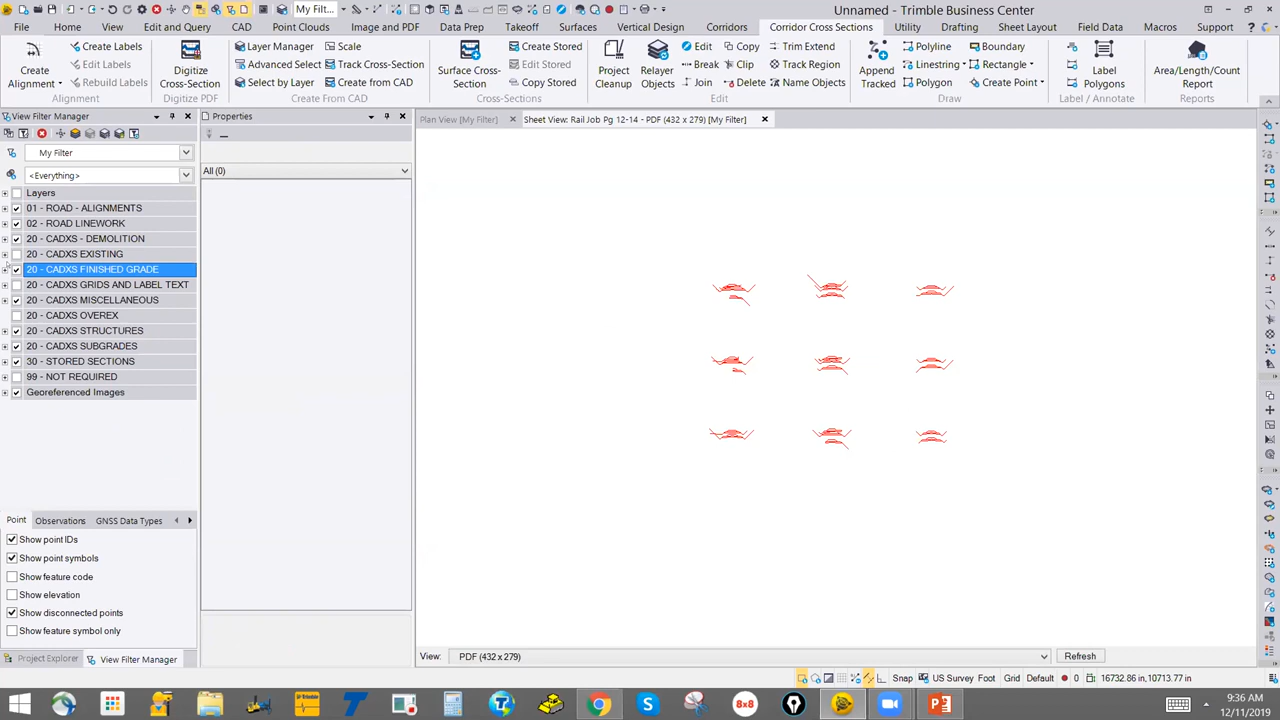 My Filter
Unnamed - Trimble Business Center
File
Home
View
Edit and Query
CAD
Point Clouds
Image and PDF
Data Prep
Takeoff
Surfaces
Vertical Design
Corridors
Corridor Cross Sections
Utility
Drafting
Sheet Layout
Field Data
Macros
Support
Create Alignment
Create Labels
Edit Labels
Rebuild Labels
Alignment
Digitize Cross-Section
Digitize PDF
Layer Manager
Advanced Select
Select by Layer
Scale
Track Cross-Section
Create from CAD
Create From CAD
Surface Cross-Section
Create Stored
Edit Stored
Copy Stored
Cross-Sections
Project Cleanup
Relayer Objects
Edit
Break
Join
Copy
Clip
Delete
Trim Extend
Track Region
Name Objects
Edit
Append Tracked
Polyline
Linestring
Polygon
Boundary
Rectangle
Create Point
Draw
Label Polygons
Label / Annotate
Area/Length/Count Report
Reports
View Filter Manager
My Filter
<Everything>
Layers
01 - ROAD - ALIGNMENTS
02 - ROAD LINEWORK
20 - CADXS - DEMOLITION
20 - CADXS EXISTING
20 - CADXS FINISHED GRADE
20 - CADXS GRIDS AND LABEL TEXT
20 - CADXS MISCELLANEOUS
20 - CADXS OVEREX
20 - CADXS STRUCTURES
20 - CADXS SUBGRADES
30 - STORED SECTIONS
99 - NOT REQUIRED
Georeferenced Images
Point
Observations
GNSS Data Types
Show point IDs
Show point symbols
Show feature code
Show elevation
Show disconnected points
Show feature symbol only
Project Explorer
View Filter Manager
Properties
All (0)
Plan View [My Filter]
Sheet View: Rail Job Pg 12-14 - PDF (432 x 279) [My Filter]
View:
PDF (432 x 279)
Refresh
Snap
US Survey Foot
Grid
Default
0
16732.86 in,10713.77 in
8x8
9:36 AM
12/11/2019